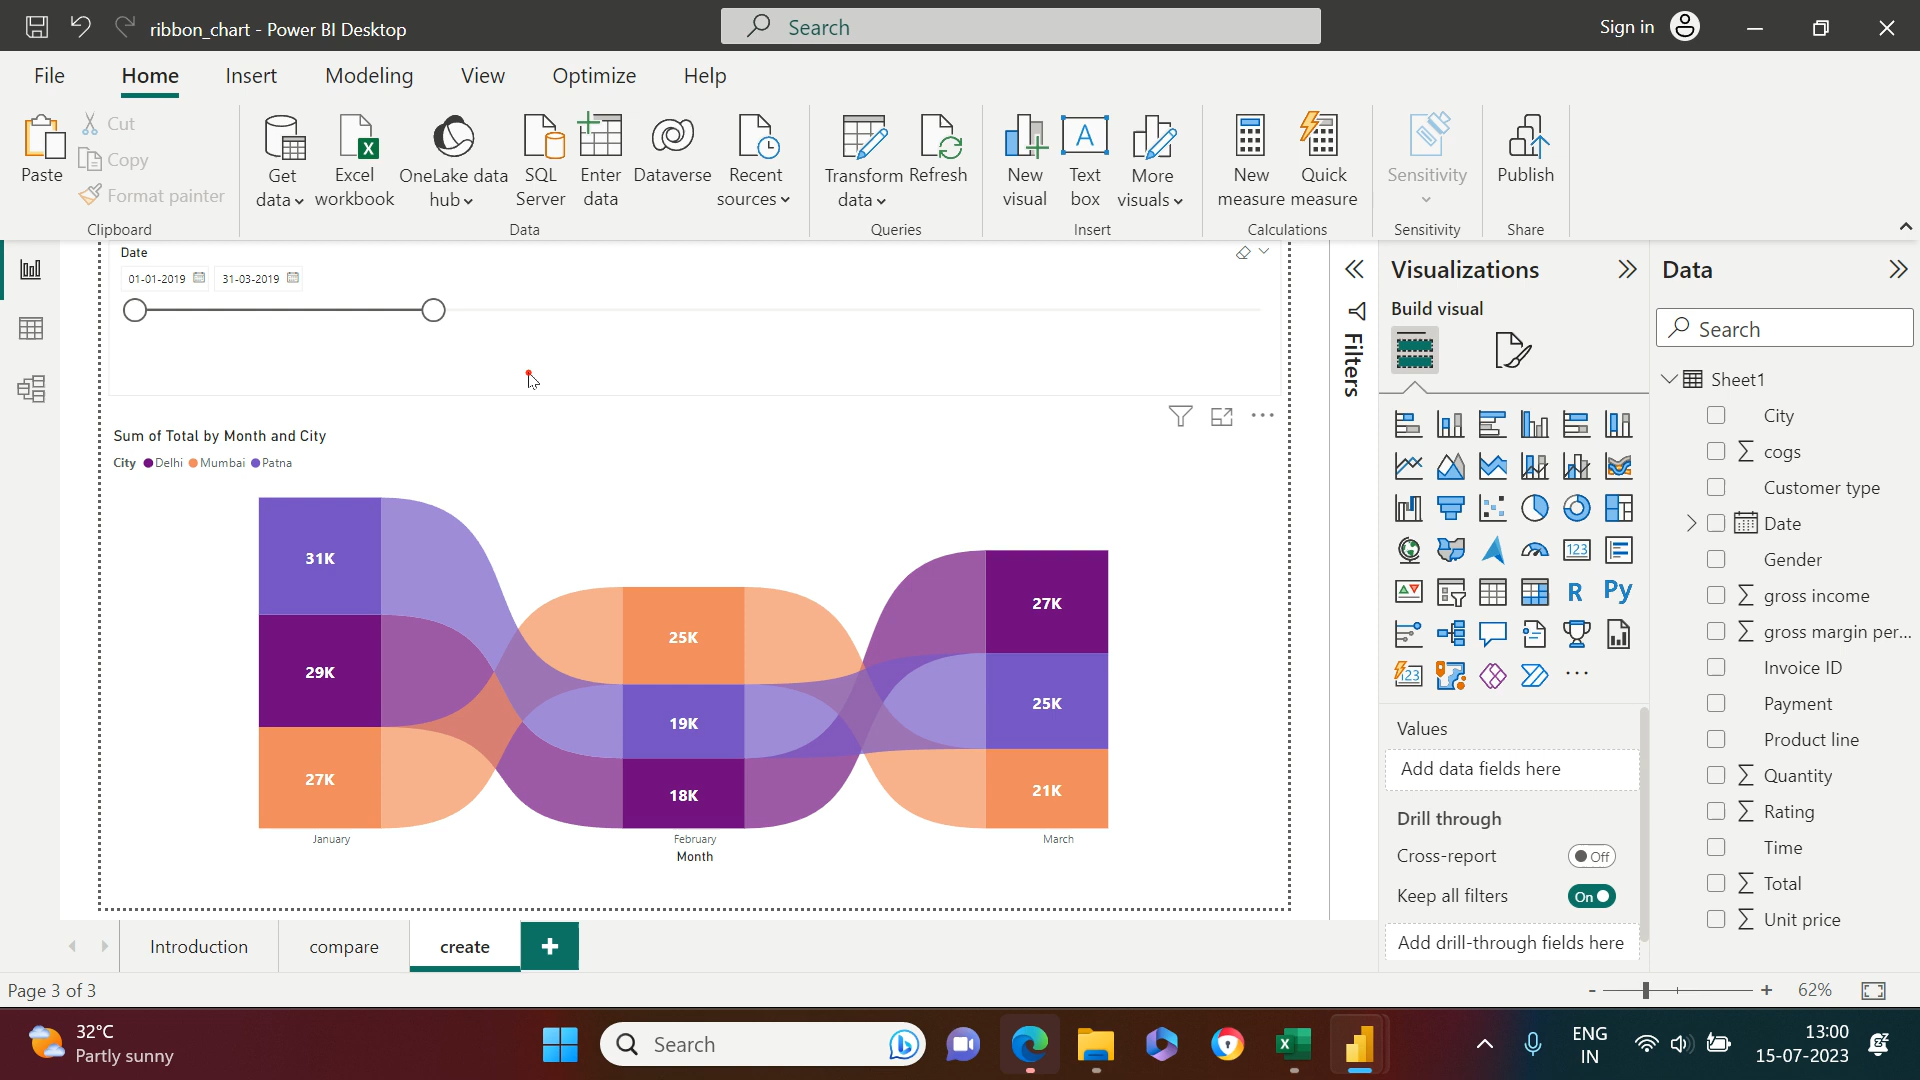 ribbon_chart - Power BI Desktop
Search
Sign in
File Home Insert Modeling View Optimize Help
Paste
Cut
Copy
Format painter
Clipboard
Get data
Excel workbook
OneLake data hub
SQL Server
Enter data
Dataverse
Recent sources
Data
Transform data
Refresh
Queries
New visual
Text box
More visuals
Insert
New measure
Quick measure
Calculations
Sensitivity
Sensitivity
Publish
Share
Date
01-01-2019 31-03-2019
Sum of Total by Month and City
City Delhi Mumbai Patna
31K
29K
27K
25K
19K
18K
27K
25K
21K
January February March
Month
Filters
Visualizations
Build visual
123
R
Py
123
Values
Add data fields here
Drill through
Cross-report Off
Keep all filters On
Add drill-through fields here
Data
Search
Sheet1
City
cogs
Customer type
Date
Gender
gross income
gross margin per...
Invoice ID
Payment
Product line
Quantity
Rating
Time
Total
Unit price
Introduction compare create
Page 3 of 3
62%
32°C
Partly sunny
Search
ENG
IN
13:00
15-07-2023